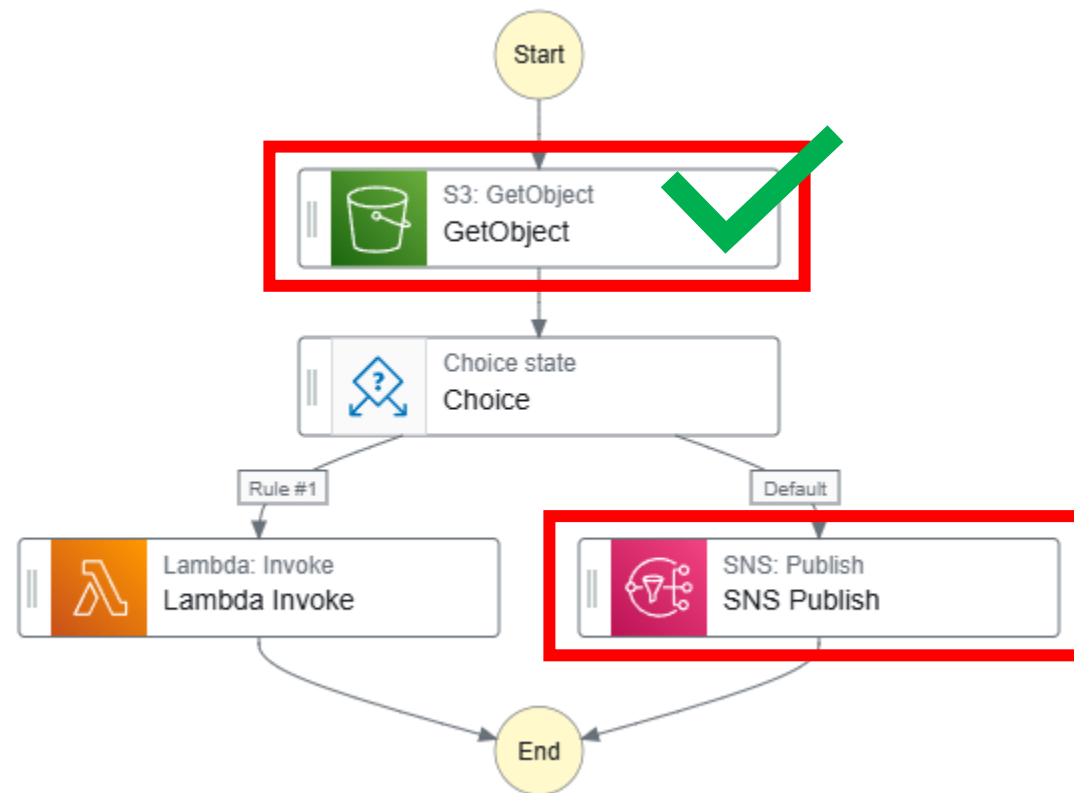 Start
S3: GetObject
GetObject
Choice state
Choice
Rule #1
Default
Lambda: Invoke
Lambda Invoke
SNS: Publish
SNS Publish
End